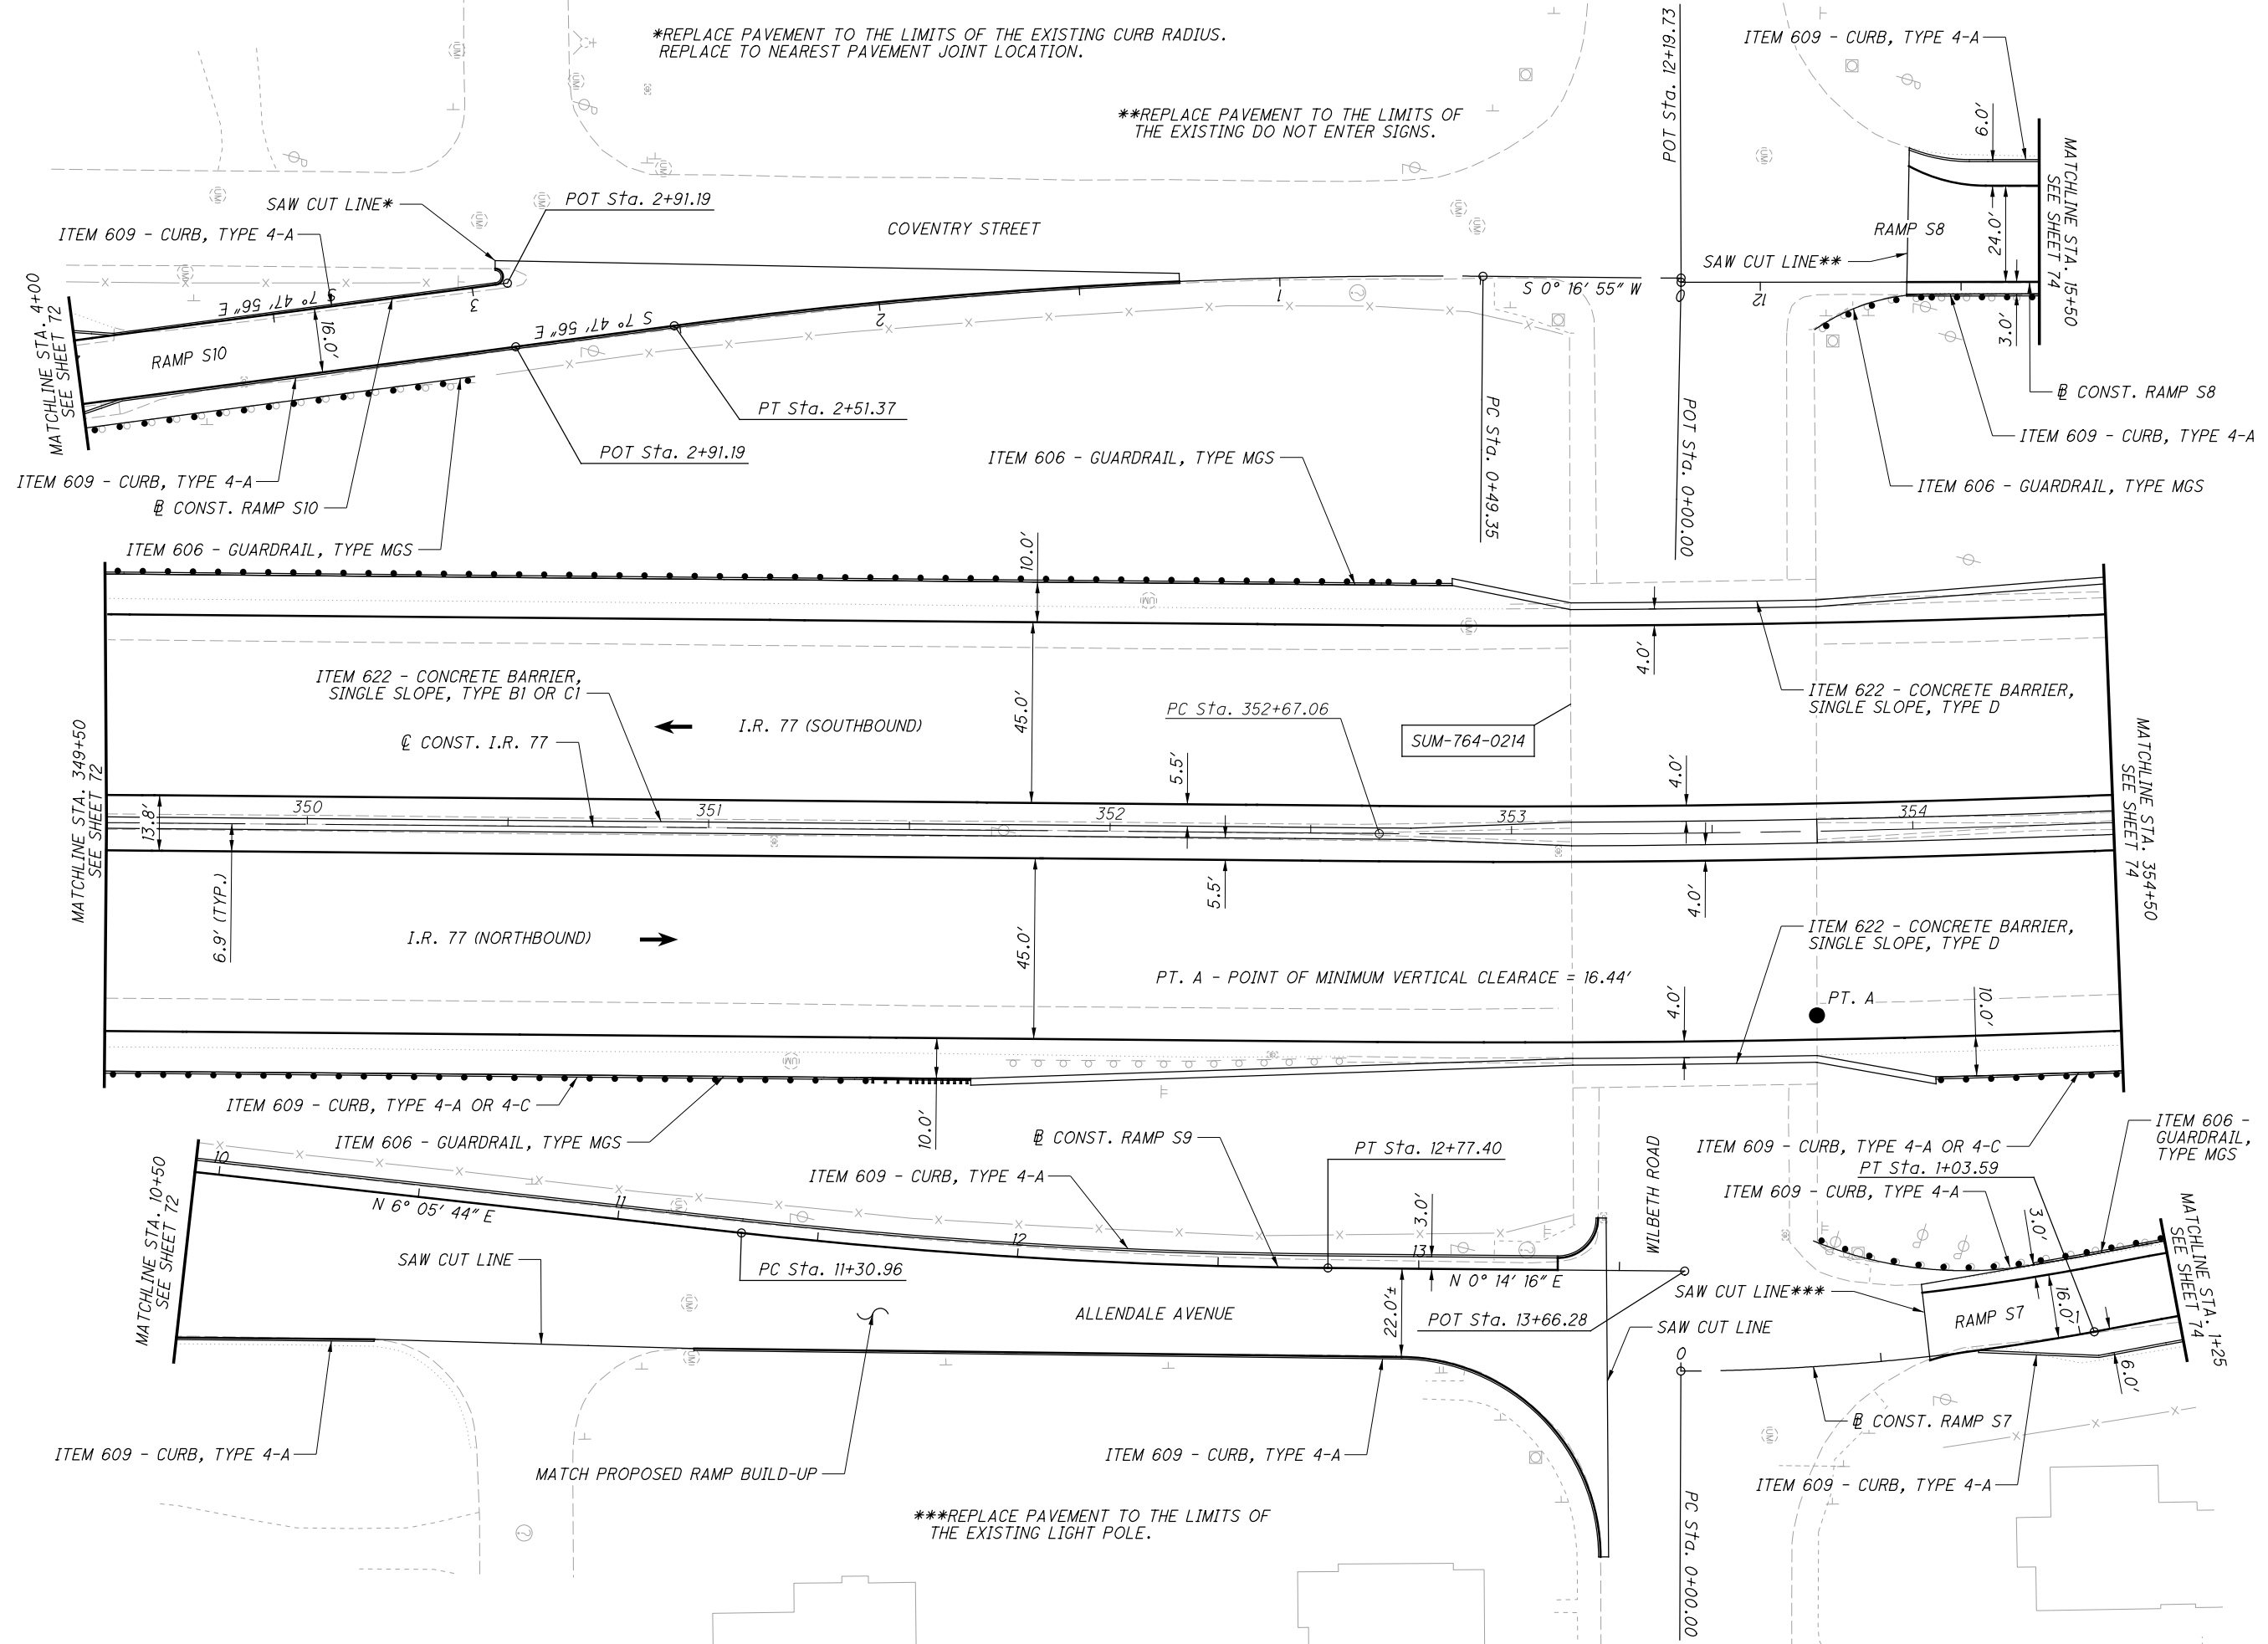 *REPLACE PAVEMENT TO THE LIMITS OF THE EXISTING CURB RADIUS.
REPLACE TO NEAREST PAVEMENT JOINT LOCATION.
**REPLACE PAVEMENT TO THE LIMITS OF
THE EXISTING DO NOT ENTER SIGNS.
POT Sta. 12+19.73
ITEM 609 - CURB, TYPE 4-A
6.0'
MATCHLINE STA. 15+50
SEE SHEET 74
SAW CUT LINE*
POT Sta. 2+91.19
ITEM 609 - CURB, TYPE 4-A
COVENTRY STREET
RAMP S8
24.0'
SAW CUT LINE**
MATCHLINE STA. 4+00
SEE SHEET 72
S 7° 47' 56" E
3
16.0'
RAMP S10
S 7° 47' 56" E
2
1
S 0° 16' 55" W
0
12
3.0'
PT Sta. 2+51.37
POT Sta. 2+91.19
PC Sta. 0+49.35
POT Sta. 0+00.00
℄ CONST. RAMP S8
ITEM 609 - CURB, TYPE 4-A
ITEM 606 - GUARDRAIL, TYPE MGS
ITEM 606 - GUARDRAIL, TYPE MGS
ITEM 609 - CURB, TYPE 4-A
℄ CONST. RAMP S10
ITEM 606 - GUARDRAIL, TYPE MGS
10.0'
4.0'
ITEM 622 - CONCRETE BARRIER,
SINGLE SLOPE, TYPE B1 OR C1
45.0'
ITEM 622 - CONCRETE BARRIER,
SINGLE SLOPE, TYPE D
I.R. 77 (SOUTHBOUND)
PC Sta. 352+67.06
SUM-764-0214
℄ CONST. I.R. 77
MATCHLINE STA. 349+50
SEE SHEET 72
MATCHLINE STA. 354+50
SEE SHEET 74
5.5'
4.0'
13.8'
350
351
352
353
354
6.9' (TYP.)
5.5'
4.0'
I.R. 77 (NORTHBOUND)
45.0'
ITEM 622 - CONCRETE BARRIER,
SINGLE SLOPE, TYPE D
PT. A - POINT OF MINIMUM VERTICAL CLEARACE = 16.44'
PT. A
4.0'
10.0'
ITEM 609 - CURB, TYPE 4-A OR 4-C
ITEM 606 - GUARDRAIL, TYPE MGS
10.0'
℄ CONST. RAMP S9
PT Sta. 12+77.40
ITEM 609 - CURB, TYPE 4-A
WILBETH ROAD
ITEM 609 - CURB, TYPE 4-A OR 4-C
ITEM 606 -
GUARDRAIL,
TYPE MGS
PT Sta. 1+03.59
ITEM 609 - CURB, TYPE 4-A
MATCHLINE STA. 10+50
SEE SHEET 72
10
N 6° 05' 44" E
11
12
13
3.0'
3.0'
SAW CUT LINE
PC Sta. 11+30.96
N 0° 14' 16" E
SAW CUT LINE***
16.0'
1
RAMP S7
MATCHLINE STA. 1+25
SEE SHEET 74
ALLENDALE AVENUE
22.0'±
POT Sta. 13+66.28
SAW CUT LINE
0
6.0'
℄ CONST. RAMP S7
ITEM 609 - CURB, TYPE 4-A
ITEM 609 - CURB, TYPE 4-A
MATCH PROPOSED RAMP BUILD-UP
ITEM 609 - CURB, TYPE 4-A
***REPLACE PAVEMENT TO THE LIMITS OF
THE EXISTING LIGHT POLE.
PC Sta. 0+00.00